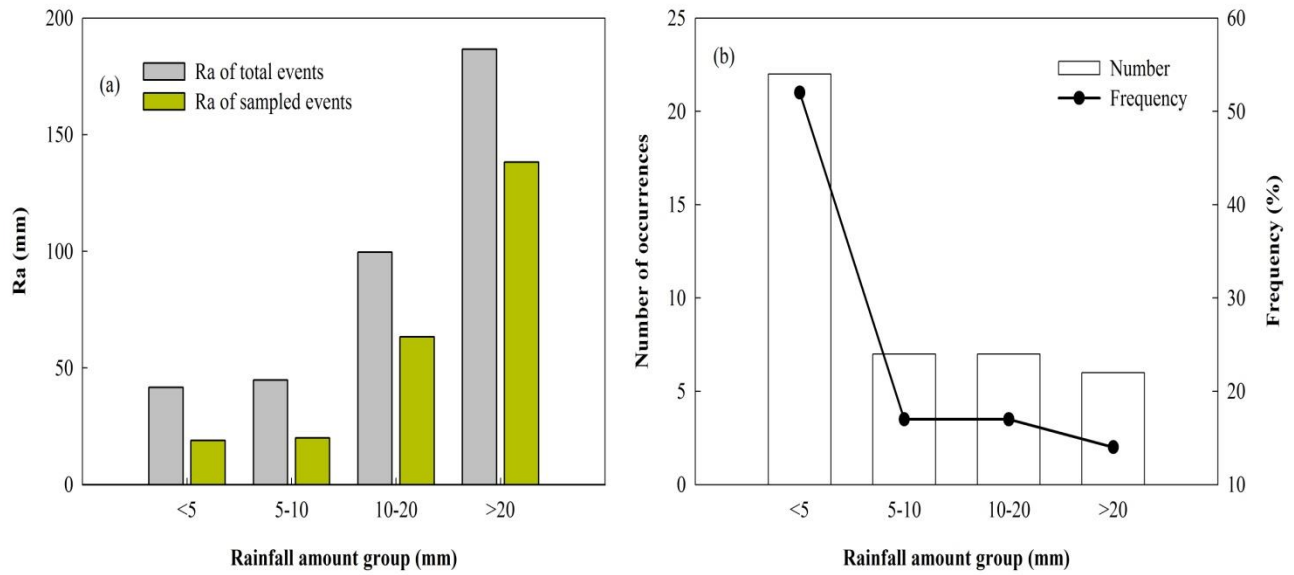 200
150
100
50
0
Ra (mm)
(a)
Ra of total events
Ra of sampled events
<5 5-10 10-20 >20
Rainfall amount group (mm)
25
20
15
10
5
0
Number of occurrences
(b)
Number
Frequency
60
50
40
30
20
10
Frequency (%)
<5 5-10 10-20 >20
Rainfall amount group (mm)